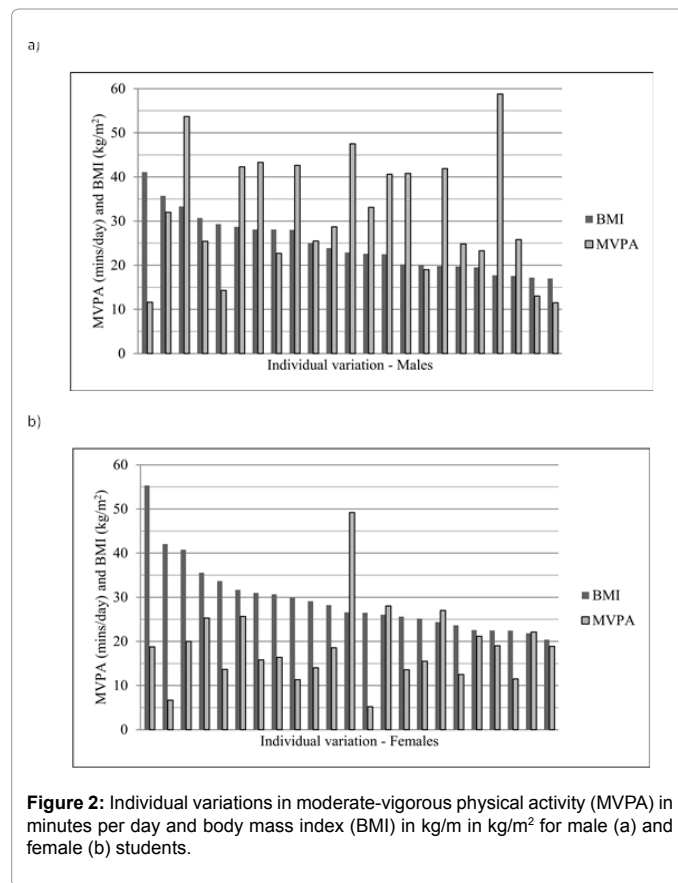 a)
MVPA (mins/day) and BMI (kg/m²)
60
50
40
30
20
10
0
BMI
MVPA
Individual variation - Males
b)
MVPA (mins/day) and BMI (kg/m²)
60
50
40
30
20
10
0
BMI
MVPA
Individual variation - Females
Figure 2: Individual variations in moderate-vigorous physical activity (MVPA) in
minutes per day and body mass index (BMI) in kg/m in kg/m² for male (a) and
female (b) students.